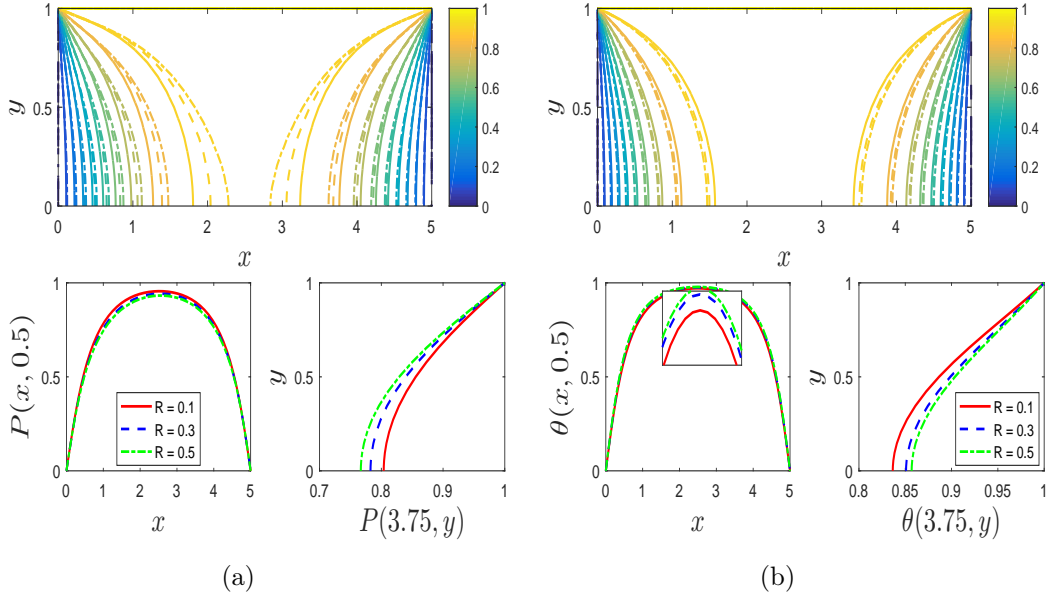 1
0.5
0
y
0 1 2 3 4 5
x
1
0.8
0.6
0.4
0.2
0
1
0.5
0
y
0 1 2 3 4 5
x
1
0.8
0.6
0.4
0.2
0
1
0.5
0
P(x, 0.5)
R = 0.1
R = 0.3
R = 0.5
0 1 2 3 4 5
x
1
0.5
0
y
0.7 0.8 0.9 1
P(3.75, y)
1
0.5
0
θ(x, 0.5)
0 1 2 3 4 5
x
1
0.5
0
y
R = 0.1
R = 0.3
R = 0.5
0.8 0.85 0.9 0.95 1
θ(3.75, y)
(a)
(b)